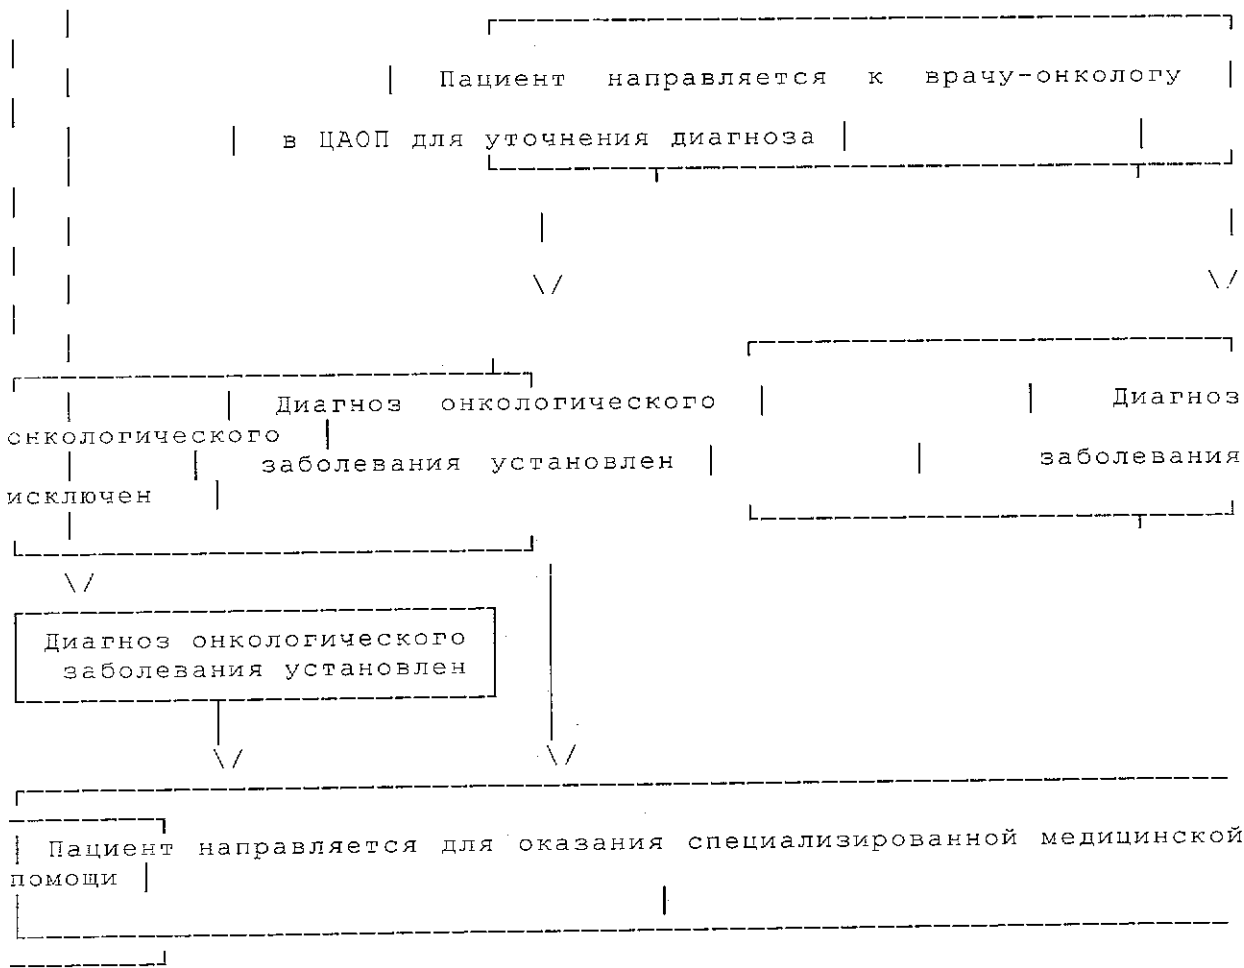 Пациент направляется к врачу-онкологу
в ЦАОП для уточнения диагноза
Диагноз онкологического Диагноз
онкологического
заболевания установлен заболевания
исключен
Диагноз онкологического
заболевания установлен
Пациент направляется для оказания специализированной медицинской
помощи